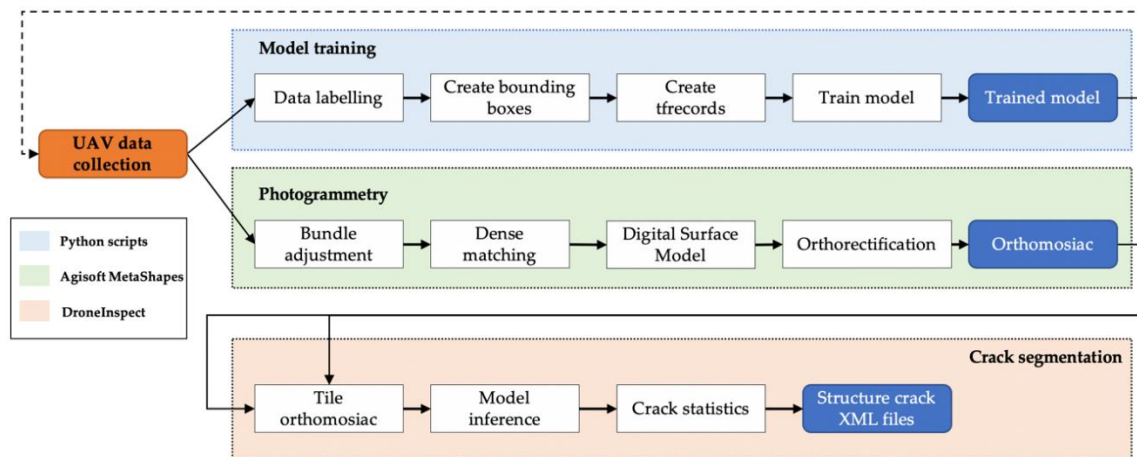 Model training
Data labelling
Create bounding
boxes
Create
tfrecords
Train model
Trained model
UAV data
collection
Photogrammetry
Bundle
adjustment
Dense
matching
Digital Surface
Model
Orthorectification
Orthomosiac
Python scripts
Agisoft MetaShapes
DroneInspect
Crack segmentation
Tile
orthomosiac
Model
inference
Crack statistics
Structure crack
XML files